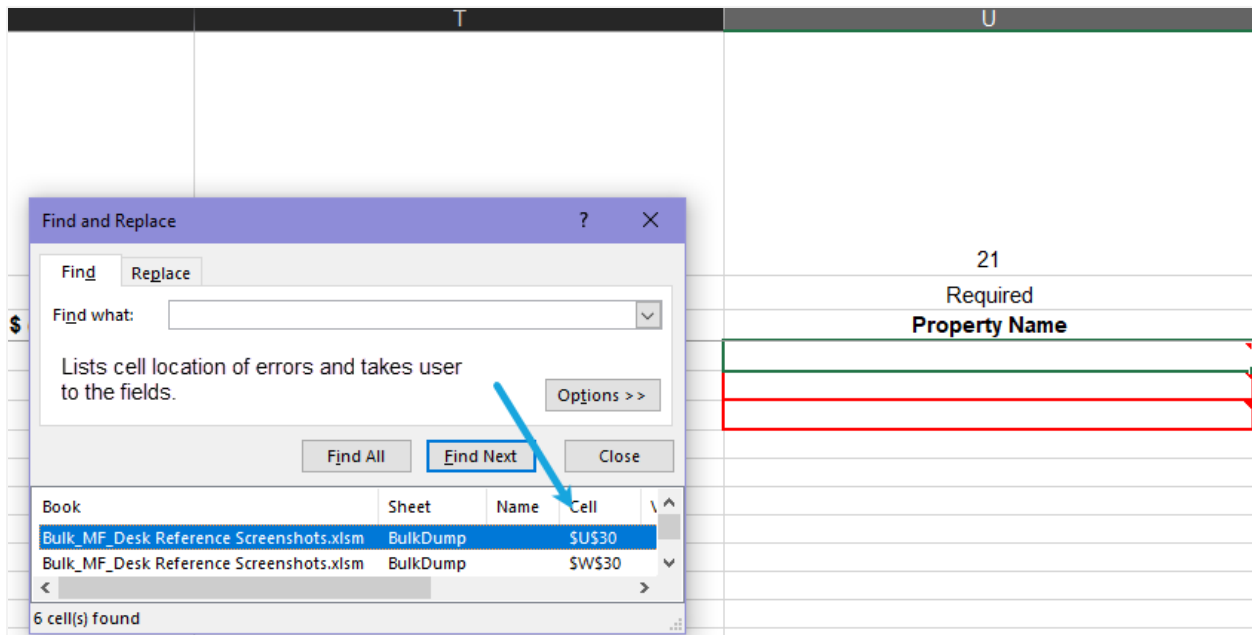 T U
21
Required
$ Property Name
Find and Replace ? X
Find Replace
Find what:
Lists cell location of errors and takes user
to the fields.
Options >>
Find All Find Next Close
Book Sheet Name Cell
Bulk_MF_Desk Reference Screenshots.xlsm BulkDump $U$30
Bulk_MF_Desk Reference Screenshots.xlsm BulkDump $W$30
6 cell(s) found